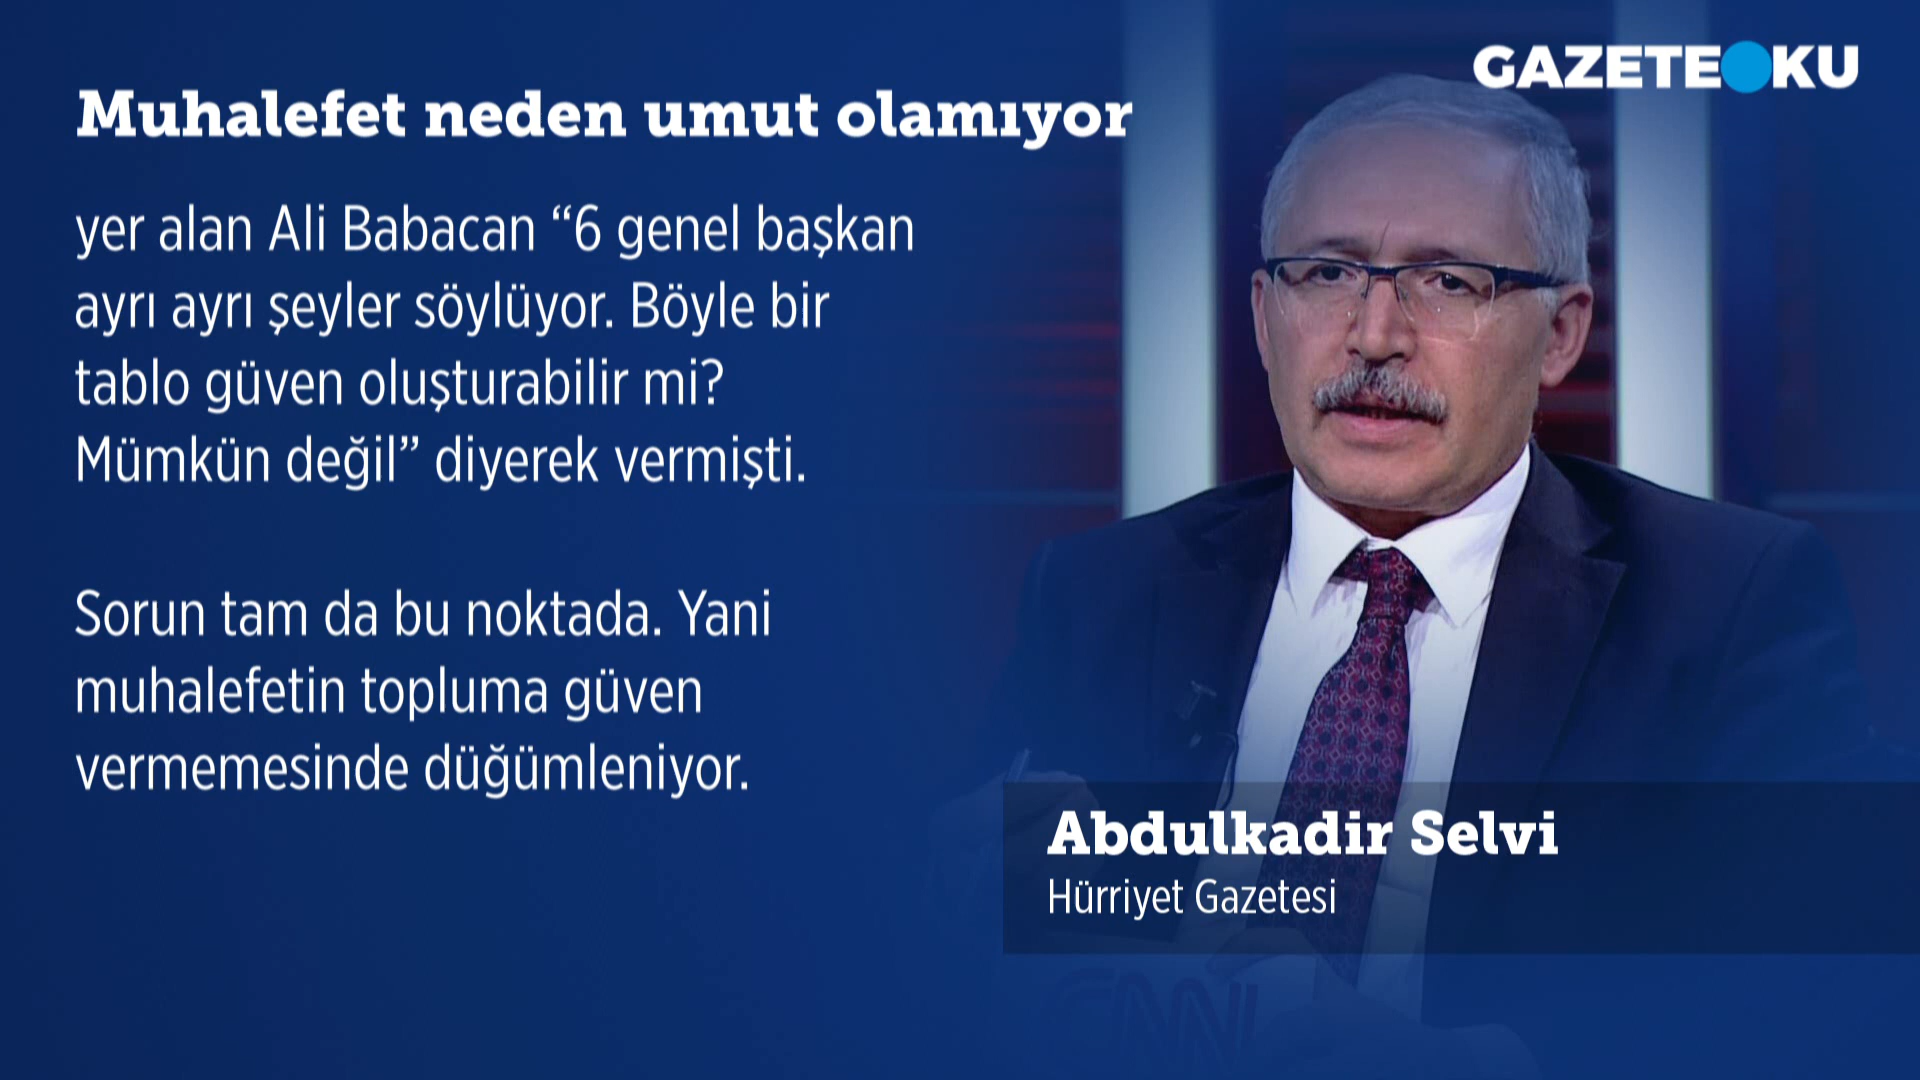 GAZETEOKU
Muhalefet neden umut olamıyor
yer alan Ali Babacan “6 genel başkan
ayrı ayrı şeyler söylüyor. Böyle bir
tablo güven oluşturabilir mi?
Mümkün değil” diyerek vermişti.
Sorun tam da bu noktada. Yani
muhalefetin topluma güven
vermemesinde düğümleniyor.
Abdulkadir Selvi
Hürriyet Gazetesi
CNN